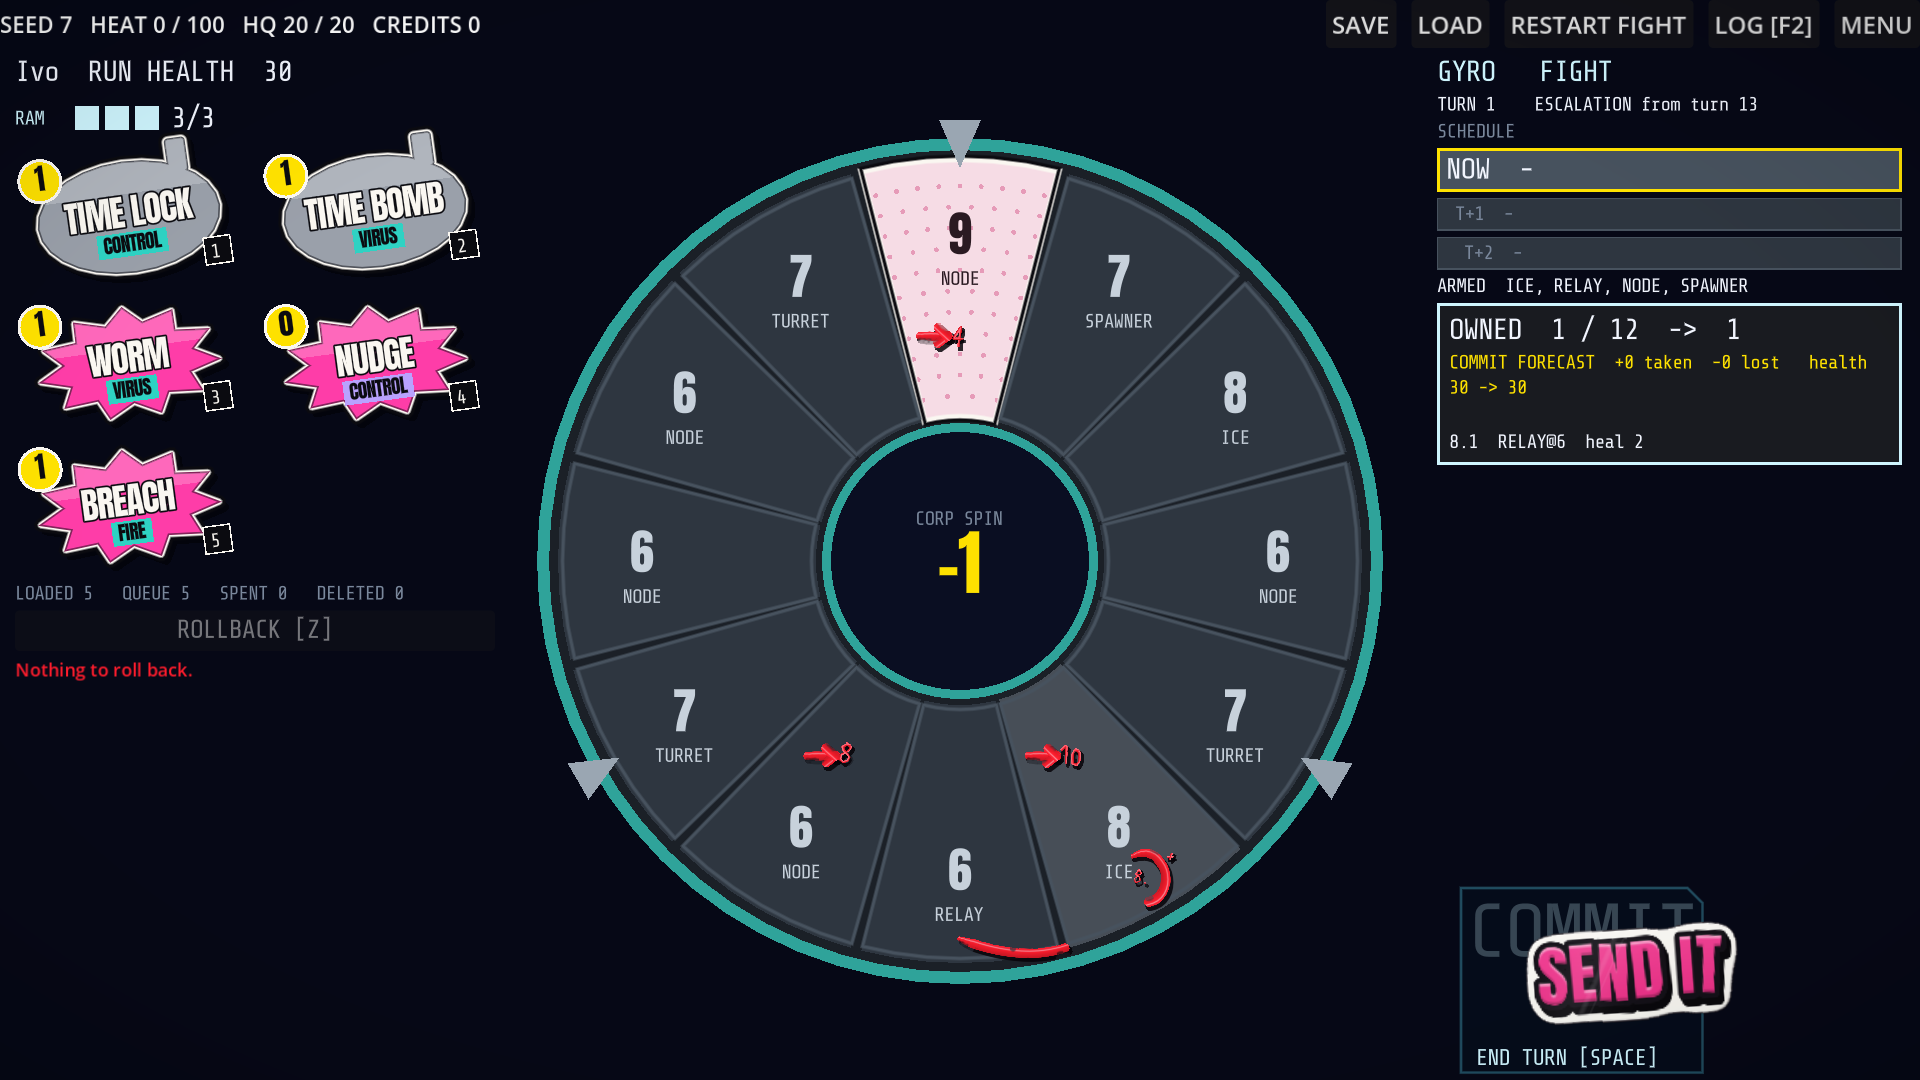 SEED 7 HEAT 0 / 100 HQ 20 / 20 CREDITS 0
SAVE LOAD RESTART FIGHT LOG [F2] MENU
Ivo RUN HEALTH 30
RAM 3/3
1 TIME LOCK CONTROL 1
1 TIME BOMB VIRUS 2
1 WORM VIRUS 3
0 NUDGE CONTROL 4
1 BREACH FIRE 5
LOADED 5 QUEUE 5 SPENT 0 DELETED 0
ROLLBACK [Z]
Nothing to roll back.
9
NODE
4
7
SPAWNER
8
ICE
6
NODE
7
TURRET
10
8
ICE
8.
6
RELAY
8
6
NODE
7
TURRET
6
NODE
6
NODE
7
TURRET
CORP SPIN
-1
GYRO FIGHT
TURN 1 ESCALATION from turn 13
SCHEDULE
NOW -
T+1 -
T+2 -
ARMED ICE, RELAY, NODE, SPAWNER
OWNED 1 / 12 -> 1
COMMIT FORECAST +0 taken -0 lost health
30 -> 30
8.1 RELAY@6 heal 2
COMMIT
SEND IT
END TURN [SPACE]